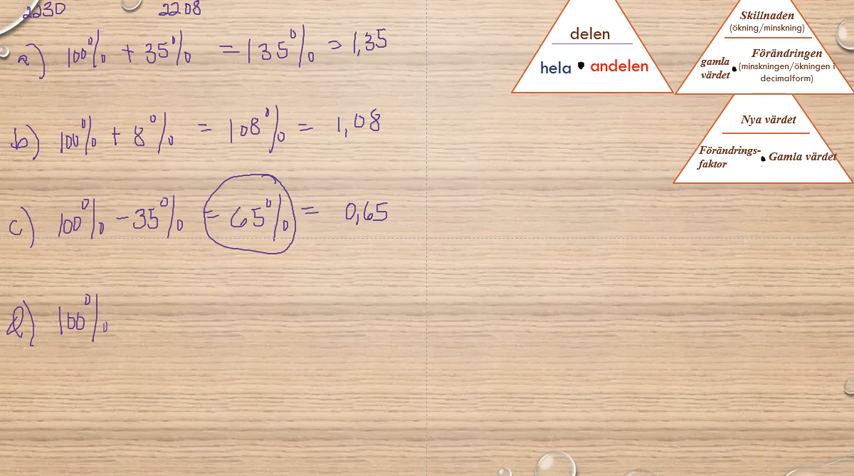 2230 2208
a) 100% + 35% = 135% = 1,35
b) 100% + 8% = 108% = 1,08
c) 100% - 35% = 65% = 0,65
d) 100%
delen
hela • andelen
Skillnaden
(ökning/minskning)
gamla värdet • Förändringen
(minskningen/ökningen i
decimalform)
Nya värdet
Förändrings-
faktor • Gamla värdet